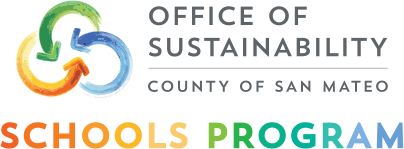 OFFICE OF
SUSTAINABILITY
COUNTY OF SAN MATEO
SCHOOLS PROGRAM